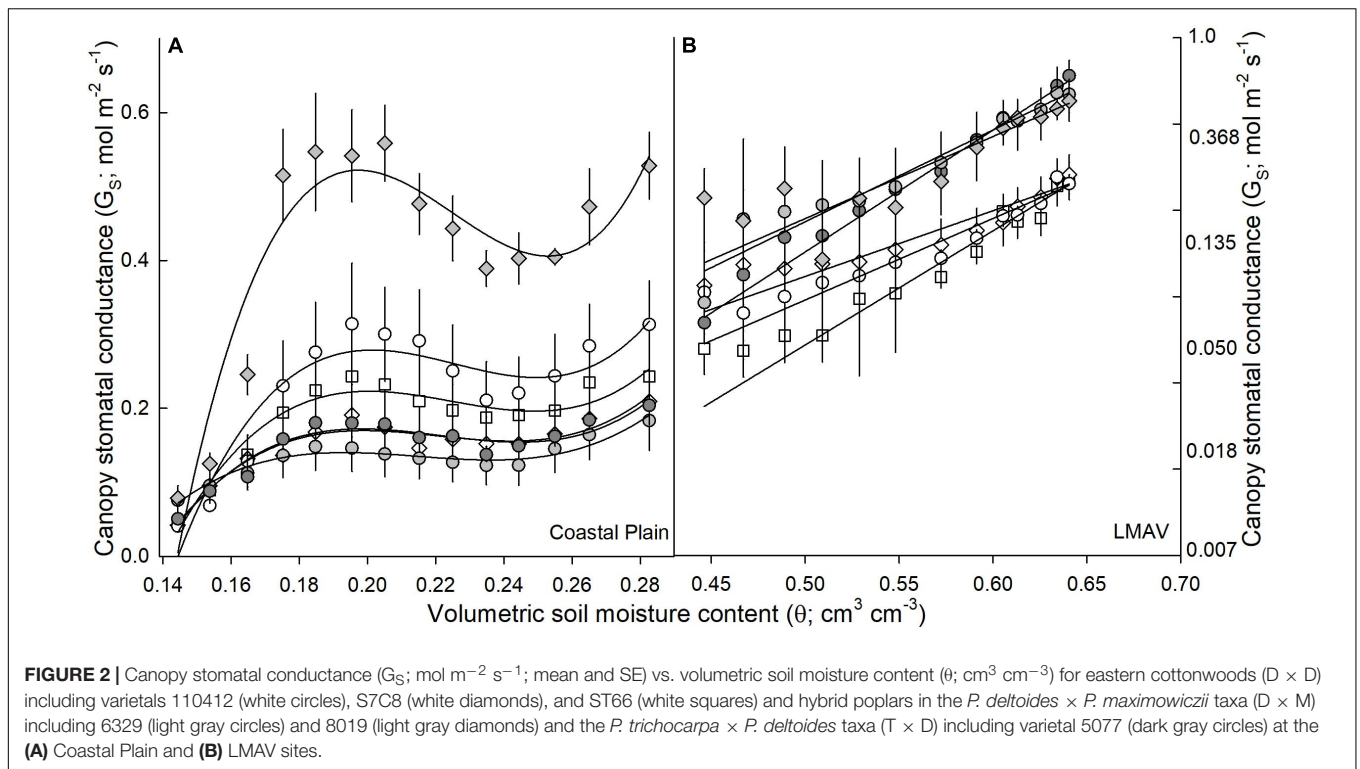 A
B
Canopy stomatal conductance (G_S; mol m⁻² s⁻¹)
0.6
0.4
0.2
0.0
Coastal Plain
LMAV
1.0
0.368
0.135
0.050
0.018
0.007
Canopy stomatal conductance (G_S; mol m⁻² s⁻¹)
0.14 0.16 0.18 0.20 0.22 0.24 0.26 0.28
0.45 0.50 0.55 0.60 0.65 0.70
Volumetric soil moisture content (θ; cm³ cm⁻³)
FIGURE 2 | Canopy stomatal conductance (G_S; mol m⁻² s⁻¹; mean and SE) vs. volumetric soil moisture content (θ; cm³ cm⁻³) for eastern cottonwoods (D × D)
including varietals 110412 (white circles), S7C8 (white diamonds), and ST66 (white squares) and hybrid poplars in the P. deltoides × P. maximowiczii taxa (D × M)
including 6329 (light gray circles) and 8019 (light gray diamonds) and the P. trichocarpa × P. deltoides taxa (T × D) including varietal 5077 (dark gray circles) at the
(A) Coastal Plain and (B) LMAV sites.